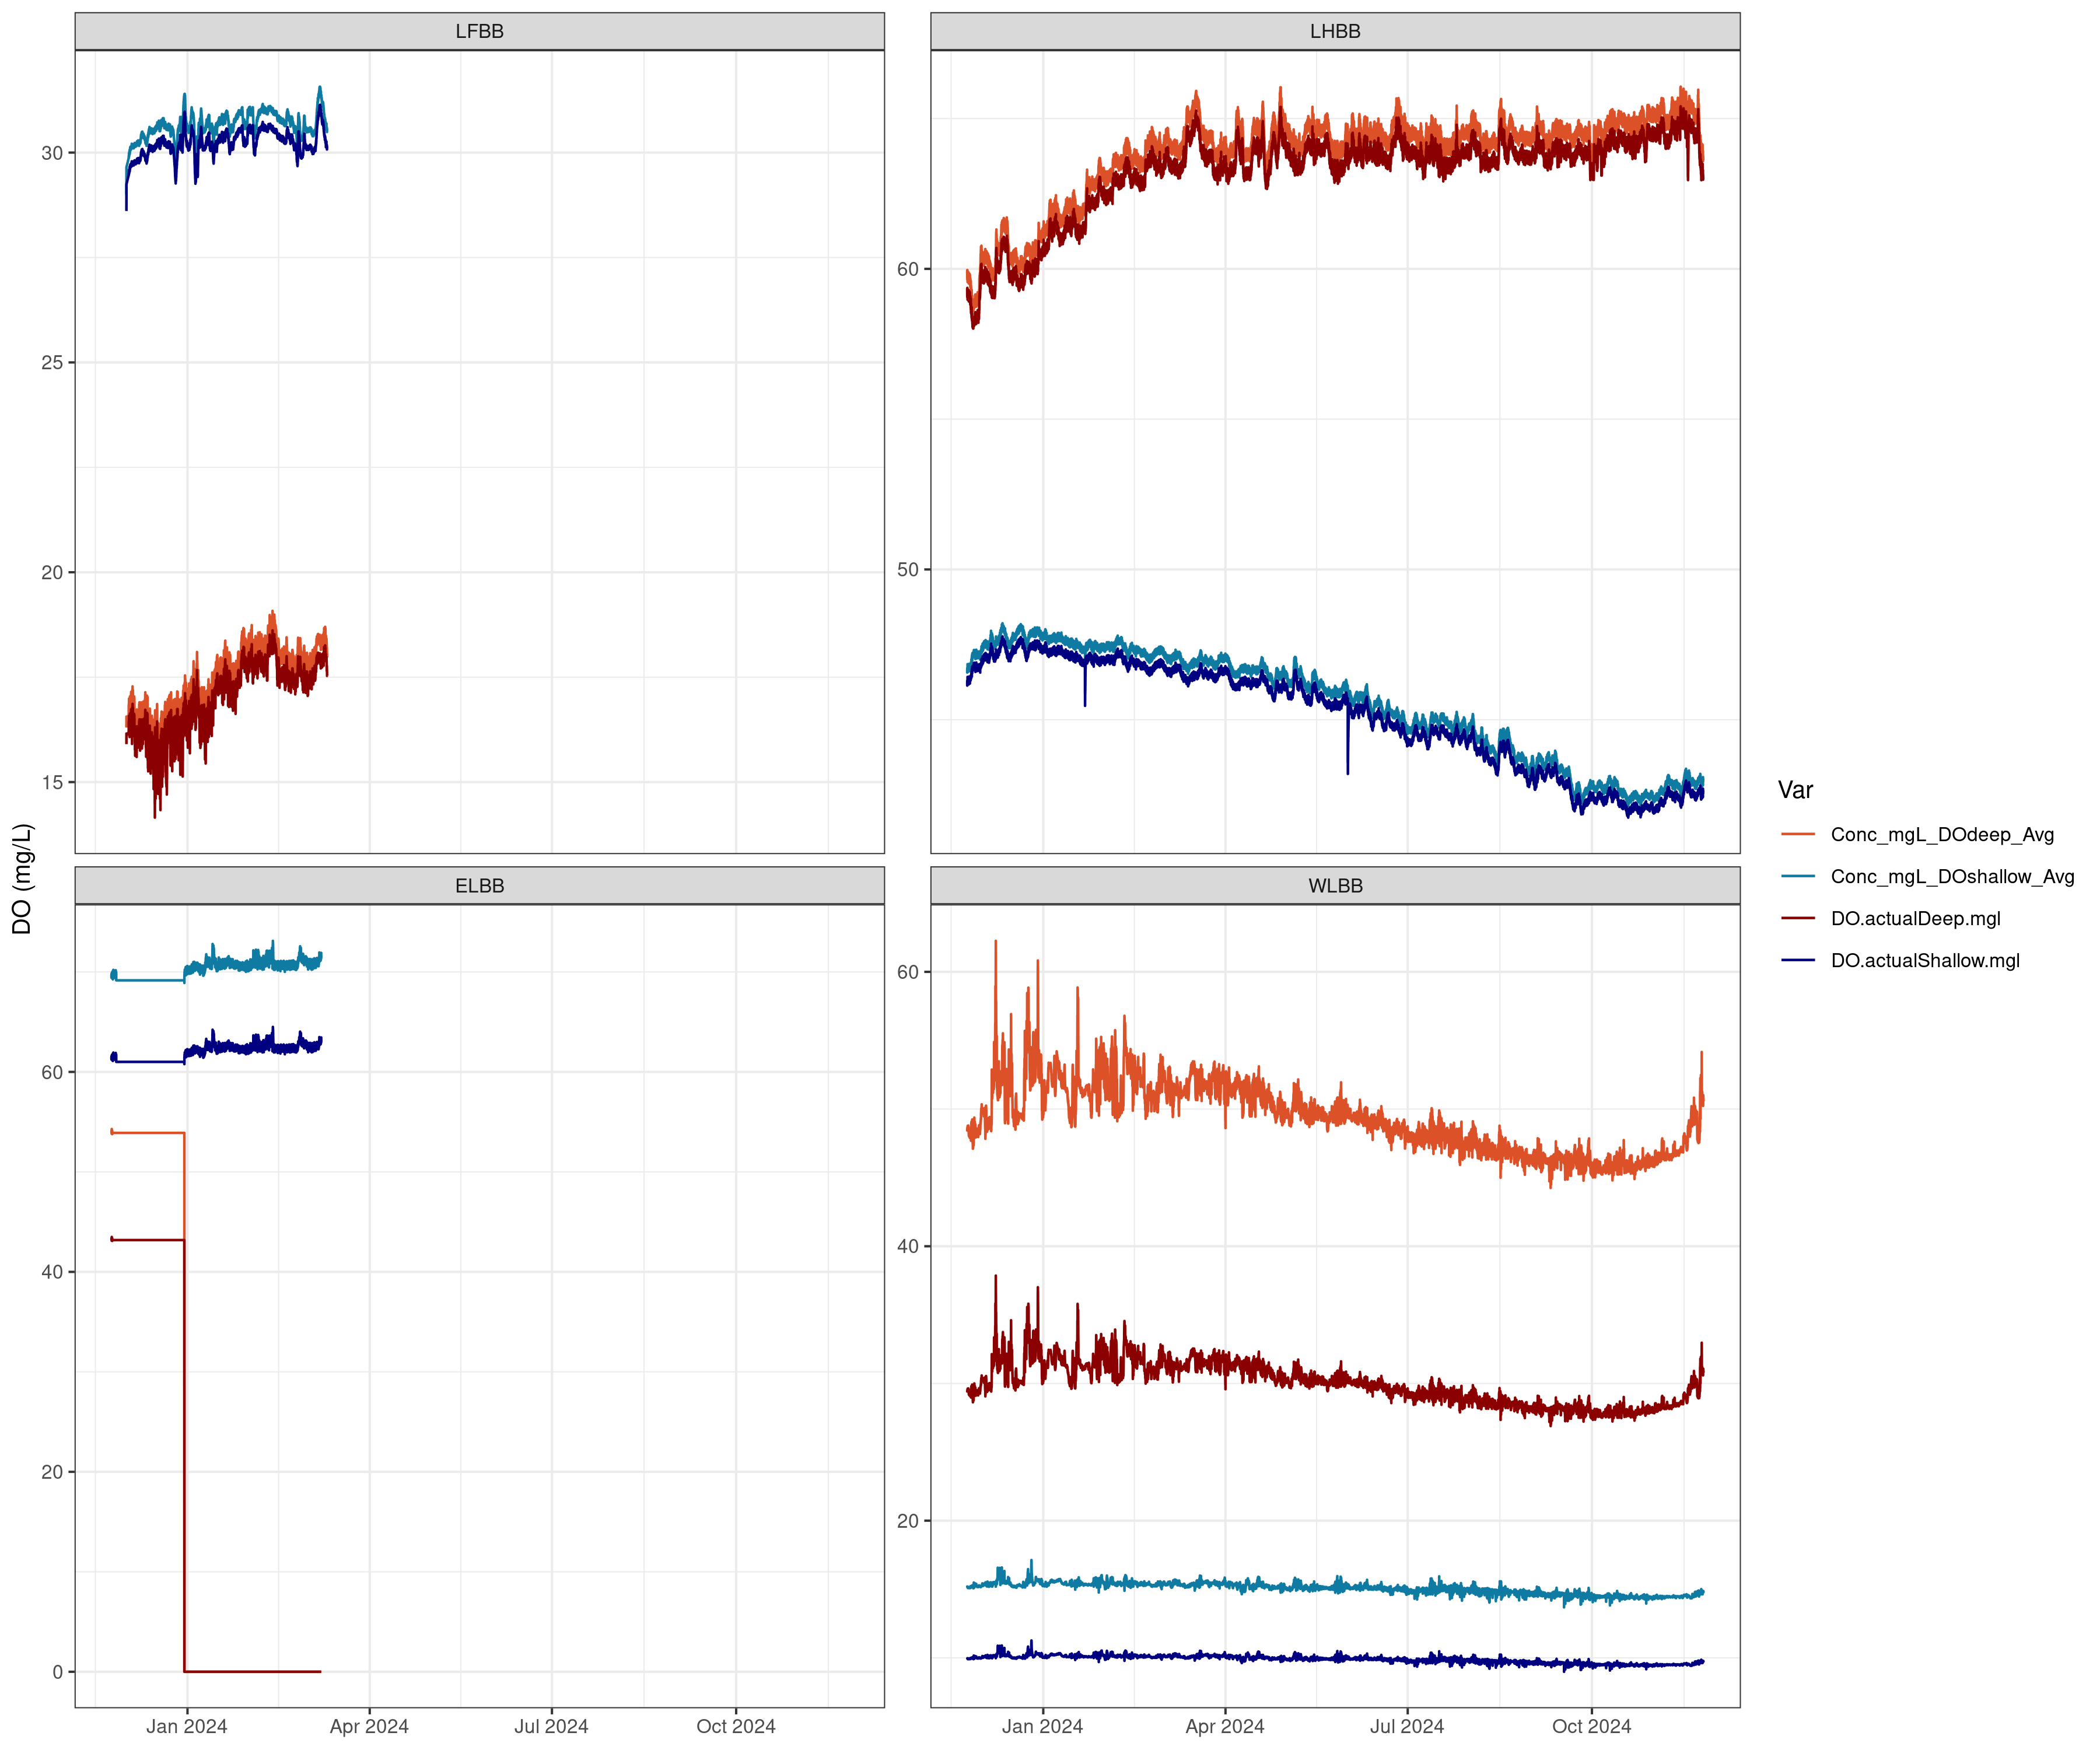 LFBB
LHBB
30
25
20
15
60
50
DO (mg/L)
ELBB
WLBB
60
40
20
0
60
40
20
Jan 2024
Apr 2024
Jul 2024
Oct 2024
Jan 2024
Apr 2024
Jul 2024
Oct 2024
Var
Conc_mgL_DOdeep_Avg
Conc_mgL_DOshallow_Avg
DO.actualDeep.mgl
DO.actualShallow.mgl